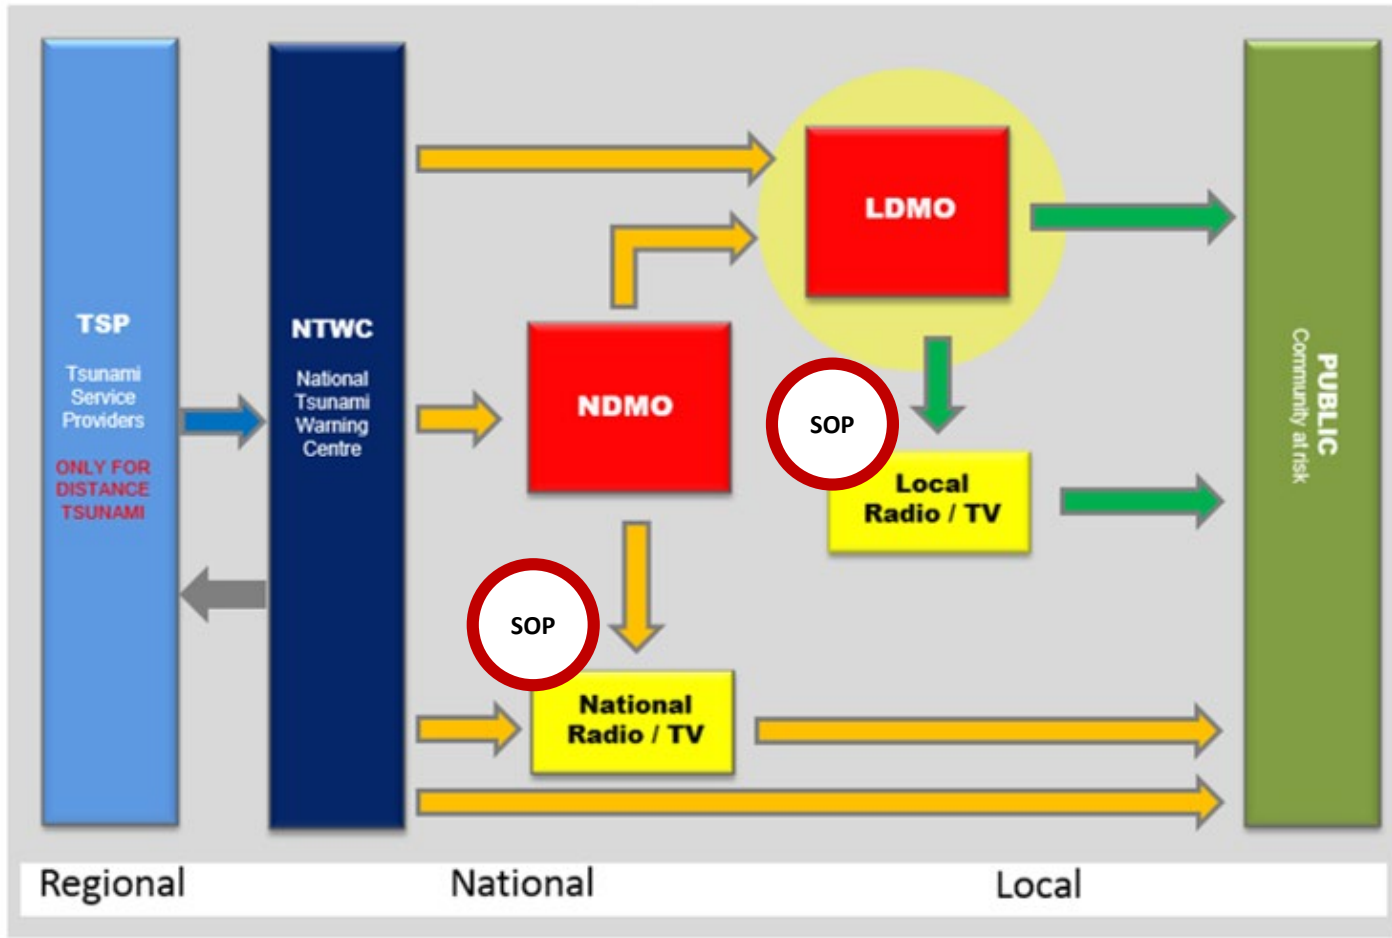 TSP
Tsunami
Service
Providers
ONLY FOR
DISTANCE
TSUNAMI
NTWC
National
Tsunami
Warning
Centre
NDMO
LDMO
SOP
Local
Radio / TV
SOP
National
Radio / TV
PUBLIC
Community at risk
Regional
National
Local